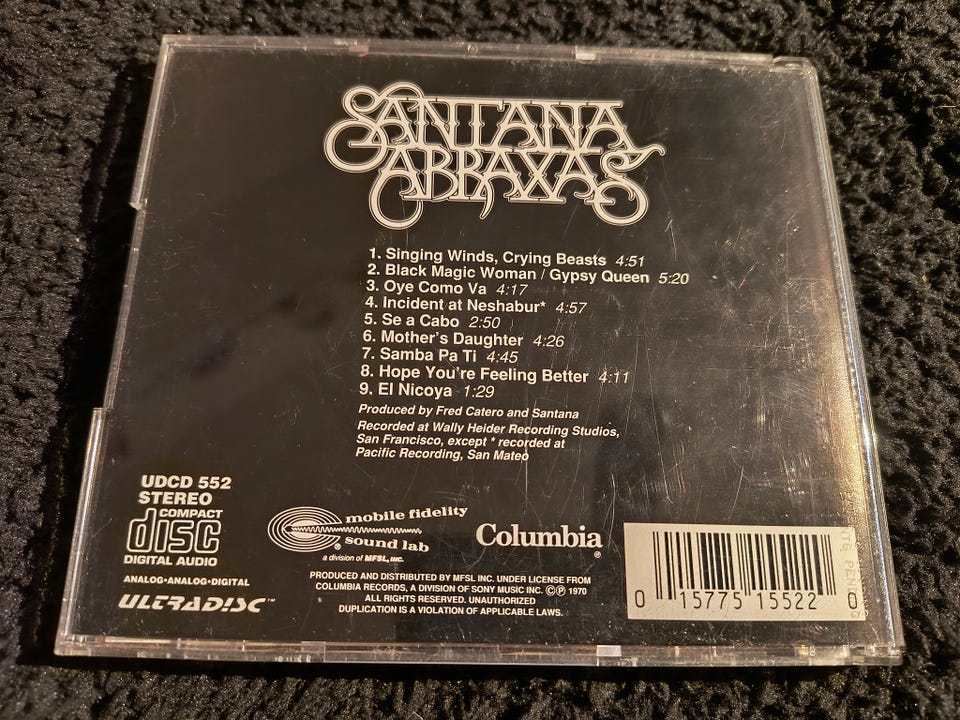 SANTANA
ABRAXAS
1. Singing Winds, Crying Beasts 4:51
2. Black Magic Woman / Gypsy Queen 5:20
3. Oye Como Va 4:17
4. Incident at Neshabur* 4:57
5. Se a Cabo 2:50
6. Mother's Daughter 4:26
7. Samba Pa Ti 4:45
8. Hope You're Feeling Better 4:11
9. El Nicoya 1:29
Produced by Fred Catero and Santana
Recorded at Wally Heider Recording Studios,
San Francisco, except * recorded at
Pacific Recording, San Mateo
UDCD 552
STEREO
COMPACT
disc
DIGITAL AUDIO
ANALOG•ANALOG•DIGITAL
ULTRADISC™
mobile fidelity
sound lab
a division of MFSL, INC.
Columbia®
PRODUCED AND DISTRIBUTED BY MFSL INC. UNDER LICENSE FROM
COLUMBIA RECORDS, A DIVISION OF SONY MUSIC INC. ©℗ 1970
ALL RIGHTS RESERVED. UNAUTHORIZED
DUPLICATION IS A VIOLATION OF APPLICABLE LAWS.
0 15775 15522 0